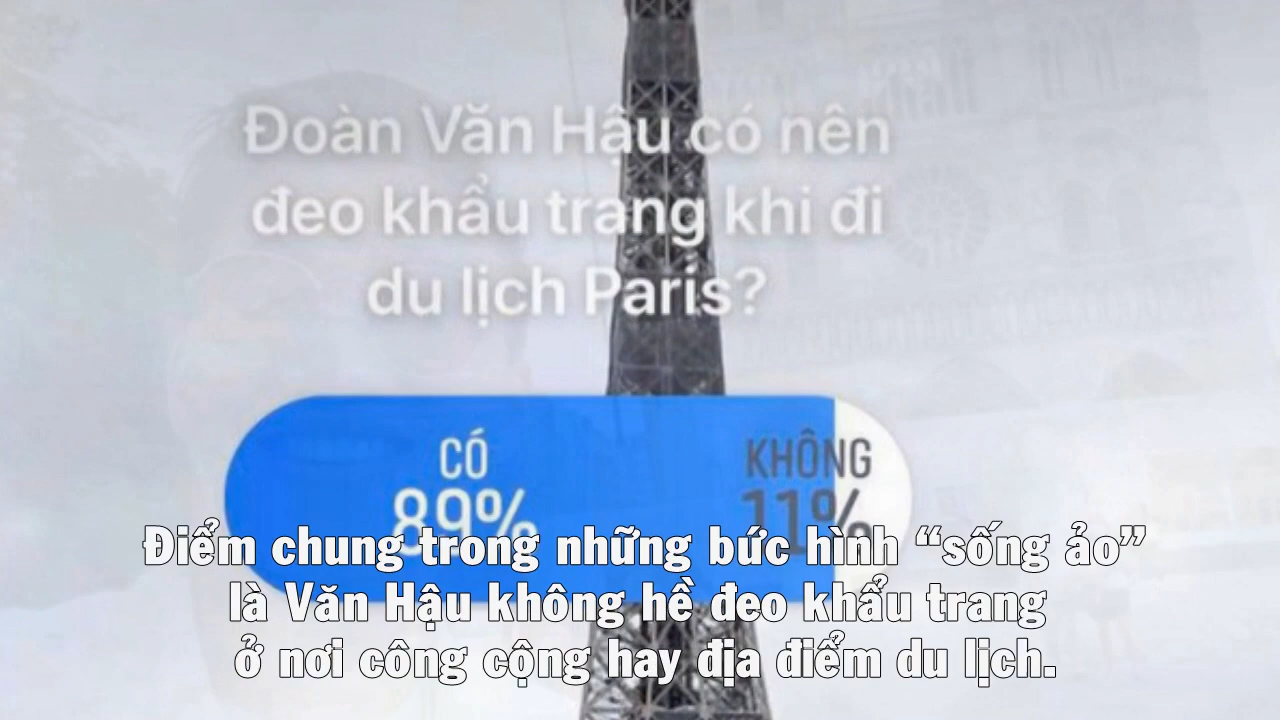 Đoàn Văn Hậu có nên
đeo khẩu trang khi đi
du lịch Paris?
CÓ
KHÔNG
89%
11%
Điểm chung trong những bức hình “sống ảo”
là Văn Hậu không hề đeo khẩu trang
ở nơi công cộng hay địa điểm du lịch.